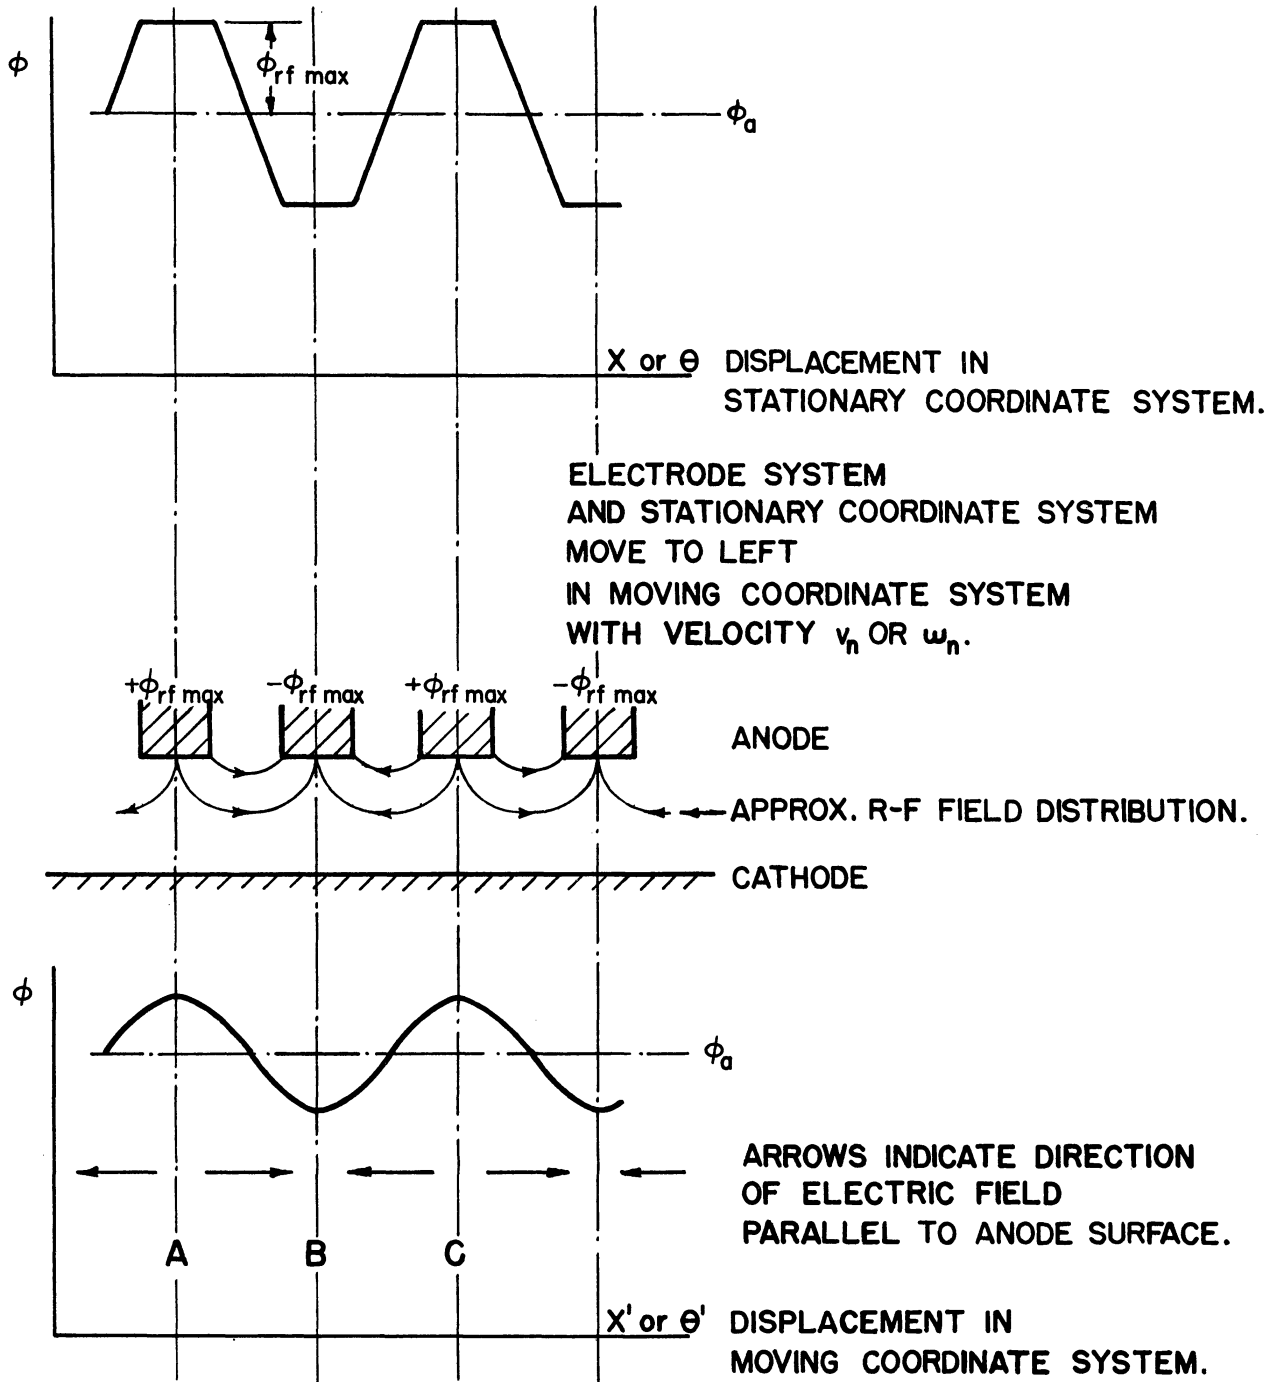 ϕ
ϕrf max
ϕa
X or θ DISPLACEMENT IN
STATIONARY COORDINATE SYSTEM.
ELECTRODE SYSTEM
AND STATIONARY COORDINATE SYSTEM
MOVE TO LEFT
IN MOVING COORDINATE SYSTEM
WITH VELOCITY vn OR ωn.
+ϕrf max -ϕrf max +ϕrf max -ϕrf max
ANODE
APPROX. R-F FIELD DISTRIBUTION.
CATHODE
ϕ
ϕa
ARROWS INDICATE DIRECTION
OF ELECTRIC FIELD
PARALLEL TO ANODE SURFACE.
A B C
X' or θ' DISPLACEMENT IN
MOVING COORDINATE SYSTEM.